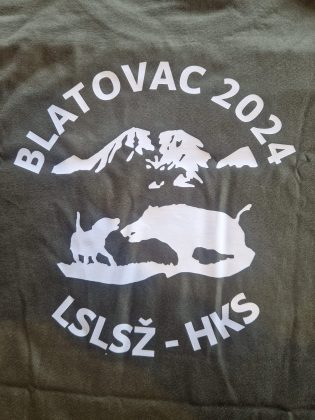 BLATOVAC 2024
LSLSŽ - HKS